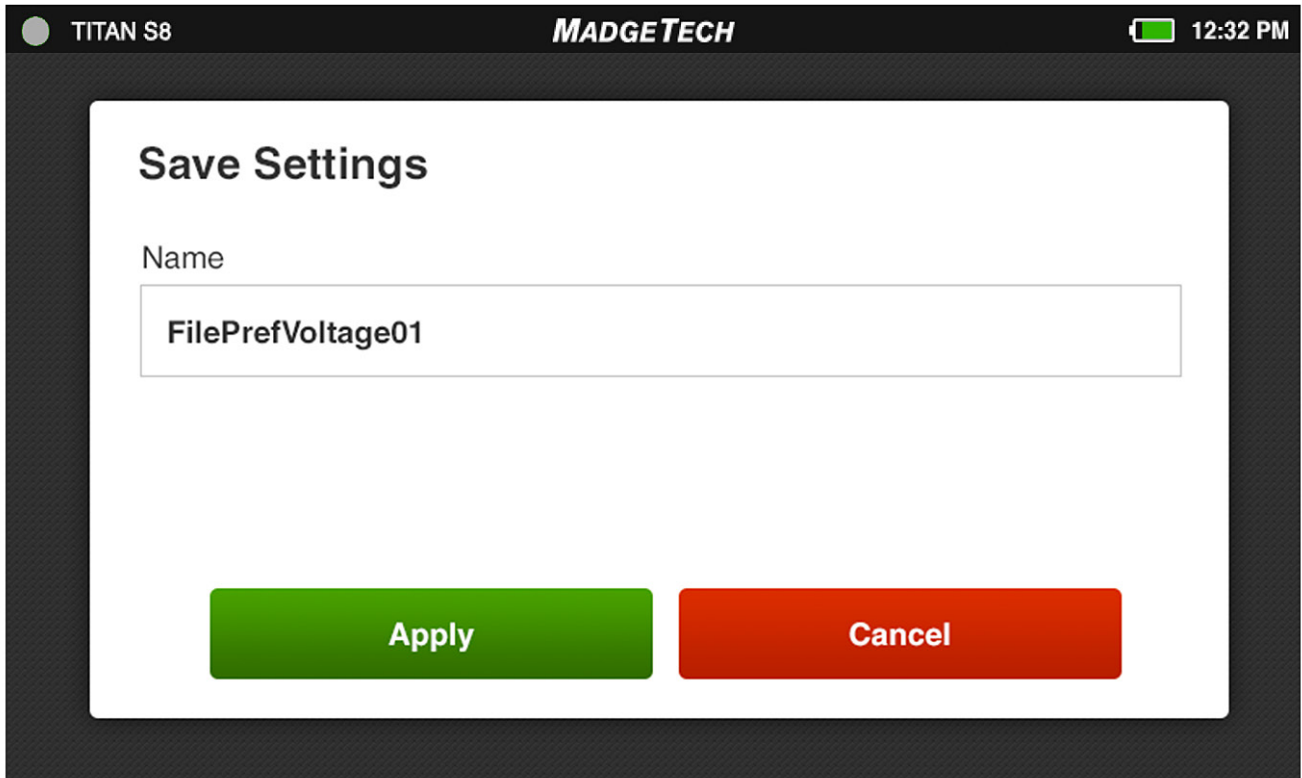 TITAN S8 MADGETECH 12:32 PM
Save Settings
Name
FilePrefVoltage01
Apply Cancel